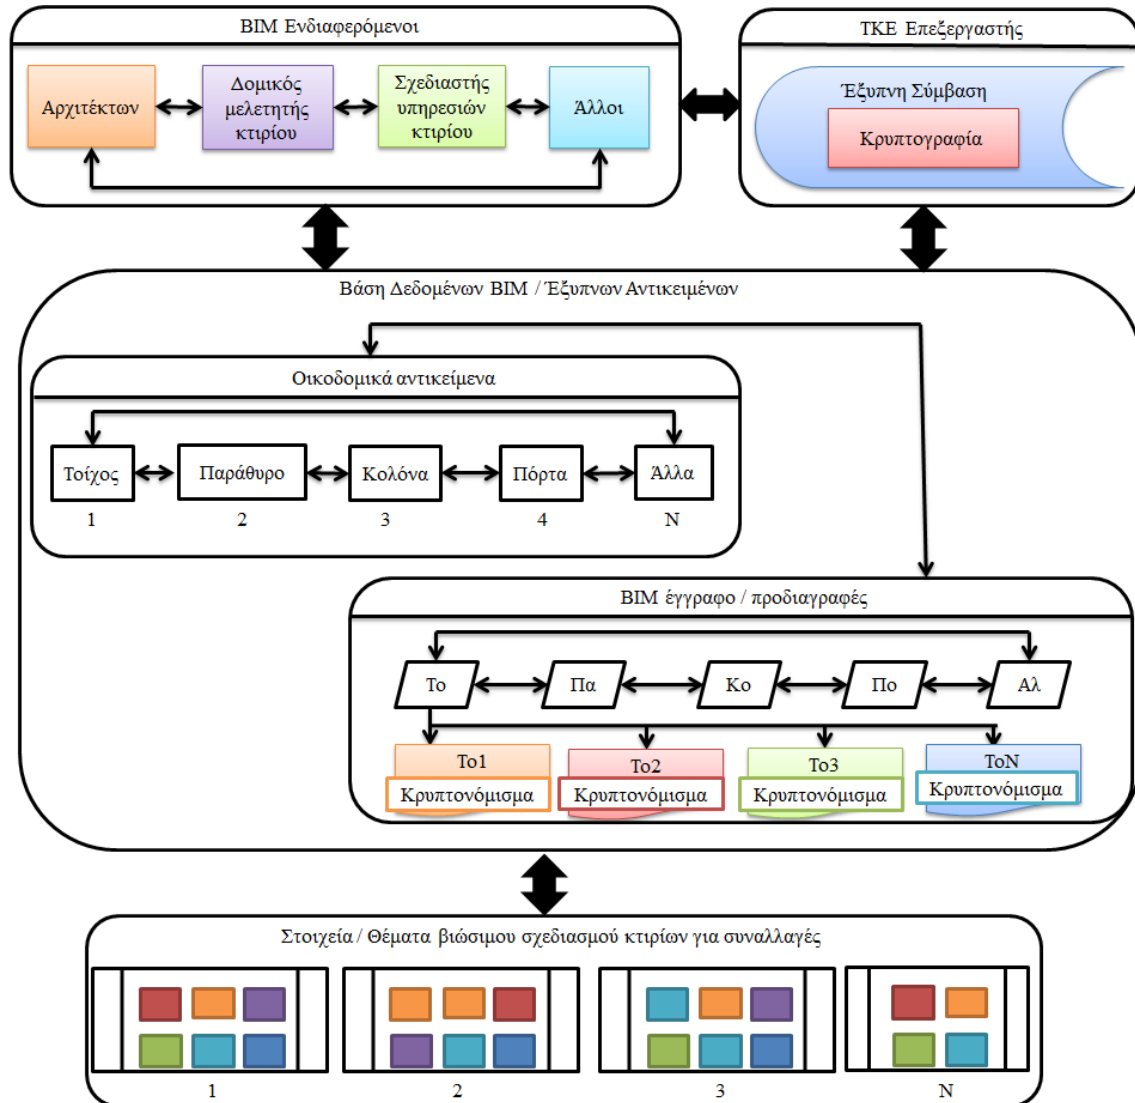 BIM Ενδιαφερόμενοι
Αρχιτέκτων
Δομικός
μελετητής
κτιρίου
Σχεδιαστής
υπηρεσιών
κτιρίου
Άλλοι
ΤΚΕ Επεξεργαστής
Έξυπνη Σύμβαση
Κρυπτογραφία
Βάση Δεδομένων BIM / Έξυπνων Αντικειμένων
Οικοδομικά αντικείμενα
Τοίχος
Παράθυρο
Κολόνα
Πόρτα
Άλλα
1
2
3
4
N
BIM έγγραφο / προδιαγραφές
Το
Πα
Κο
Πο
Αλ
Το1
Το2
Το3
ΤοΝ
Κρυπτονόμισμα
Κρυπτονόμισμα
Κρυπτονόμισμα
Κρυπτονόμισμα
Στοιχεία / Θέματα βιώσιμου σχεδιασμού κτιρίων για συναλλαγές
1
2
3
N